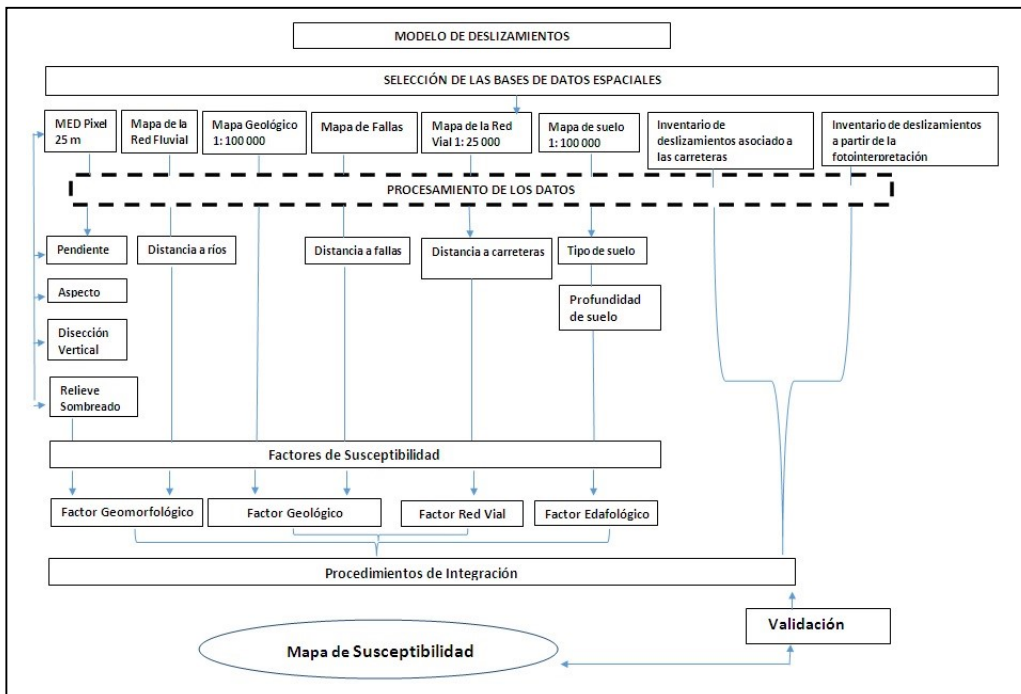 MODELO DE DESLIZAMIENTOS
SELECCIÓN DE LAS BASES DE DATOS ESPACIALES
MED Pixel
25 m
Mapa de la
Red Fluvial
Mapa Geológico
1: 100 000
Mapa de Fallas
Mapa de la Red
Vial 1: 25 000
Mapa de suelo
1: 100 000
Inventario de
deslizamientos asociado a
las carreteras
Inventario de deslizamientos
a partir de la
fotointerpretación
PROCESAMIENTO DE LOS DATOS
Pendiente
Distancia a ríos
Distancia a fallas
Distancia a carreteras
Tipo de suelo
Aspecto
Profundidad
de suelo
Disección
Vertical
Relieve
Sombreado
Factores de Susceptibilidad
Factor Geomorfológico
Factor Geológico
Factor Red Vial
Factor Edafológico
Procedimientos de Integración
Validación
Mapa de Susceptibilidad